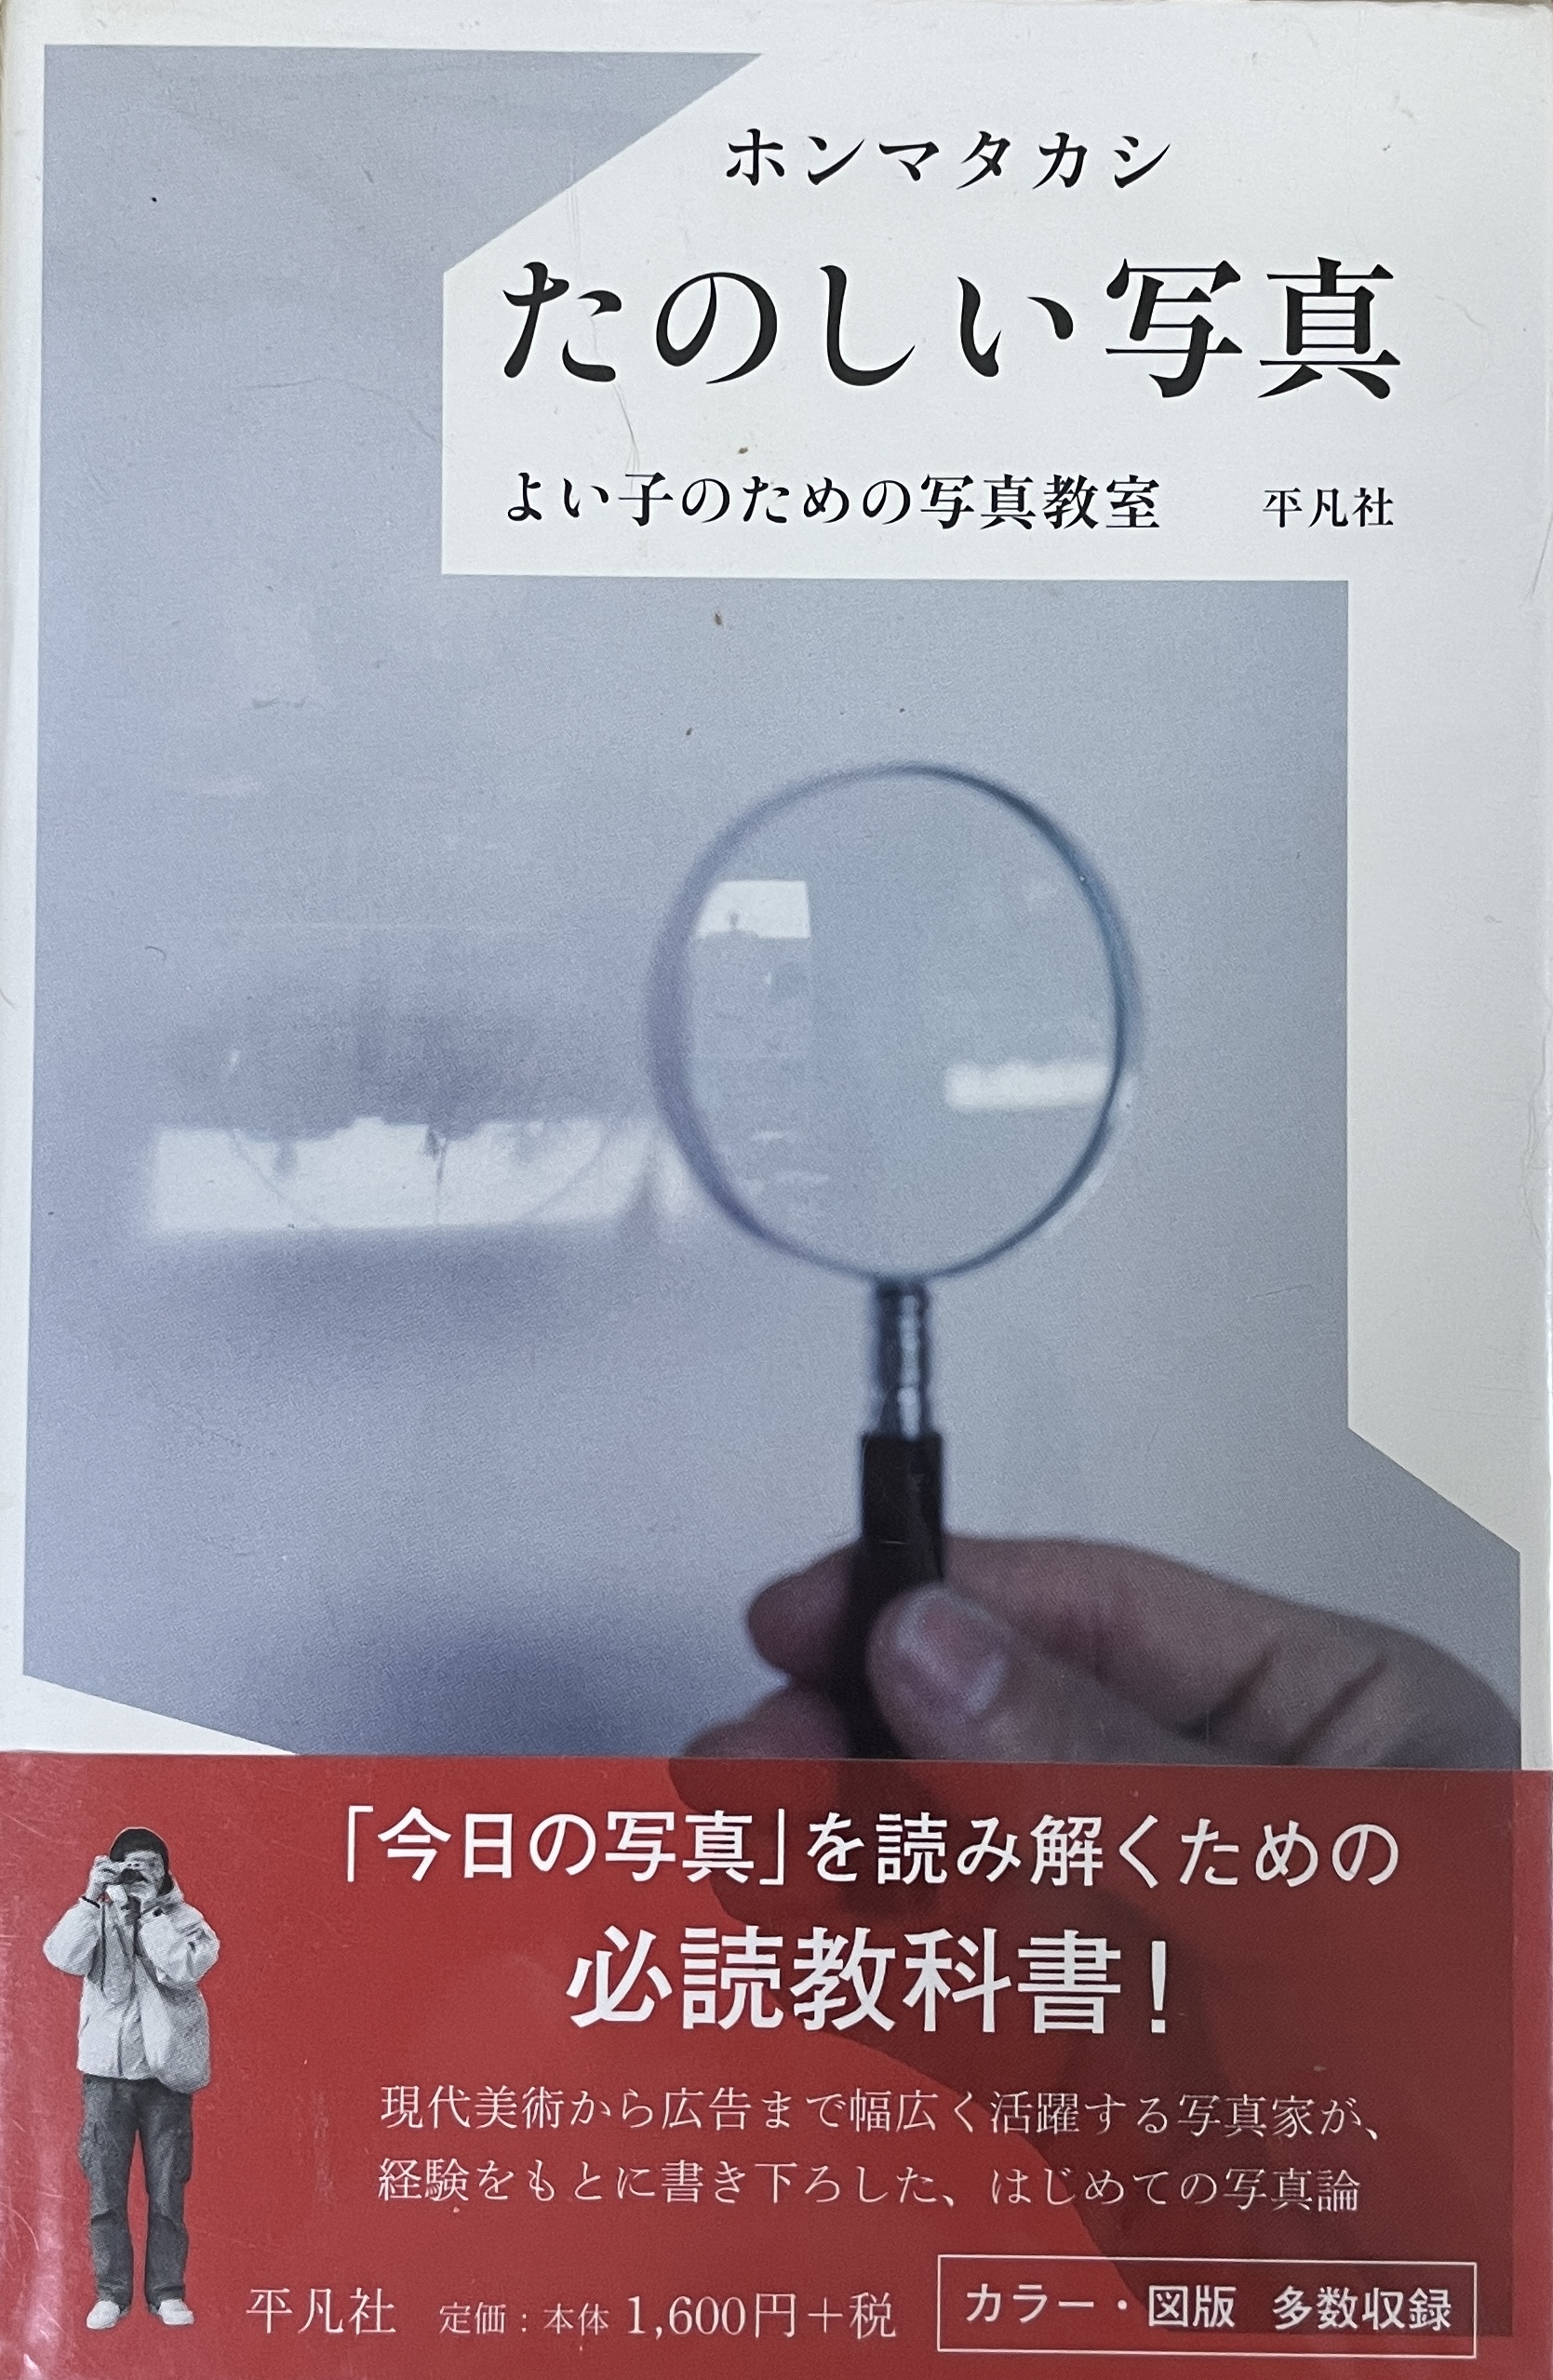 ホンマタカシ
たのしい写真
よい子のための写真教室 平凡社
「今日の写真」を読み解くための
必読教科書!
現代美術から広告まで幅広く活躍する写真家が、
経験をもとに書き下ろした、はじめての写真論
平凡社 定価:本体1,600円+税
カラー・図版 多数収録